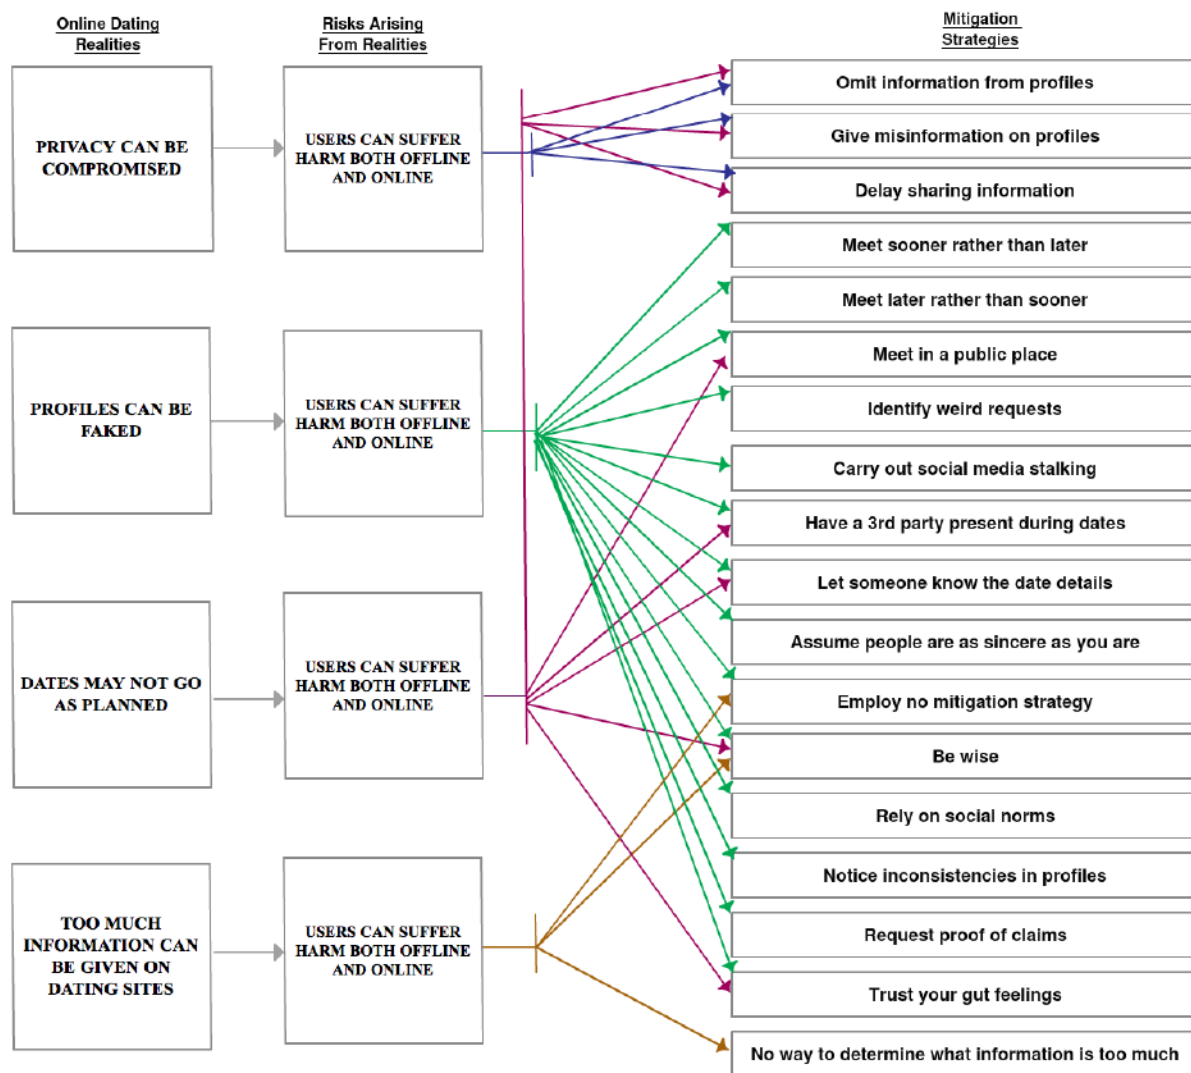 Online Dating
Realities
Risks Arising
From Realities
Mitigation
Strategies
PRIVACY CAN BE
COMPROMISED
USERS CAN SUFFER
HARM BOTH OFFLINE
AND ONLINE
PROFILES CAN BE
FAKED
USERS CAN SUFFER
HARM BOTH OFFLINE
AND ONLINE
DATES MAY NOT GO
AS PLANNED
USERS CAN SUFFER
HARM BOTH OFFLINE
AND ONLINE
TOO MUCH
INFORMATION CAN
BE GIVEN ON
DATING SITES
USERS CAN SUFFER
HARM BOTH OFFLINE
AND ONLINE
Omit information from profiles
Give misinformation on profiles
Delay sharing information
Meet sooner rather than later
Meet later rather than sooner
Meet in a public place
Identify weird requests
Carry out social media stalking
Have a 3rd party present during dates
Let someone know the date details
Assume people are as sincere as you are
Employ no mitigation strategy
Be wise
Rely on social norms
Notice inconsistencies in profiles
Request proof of claims
Trust your gut feelings
No way to determine what information is too much